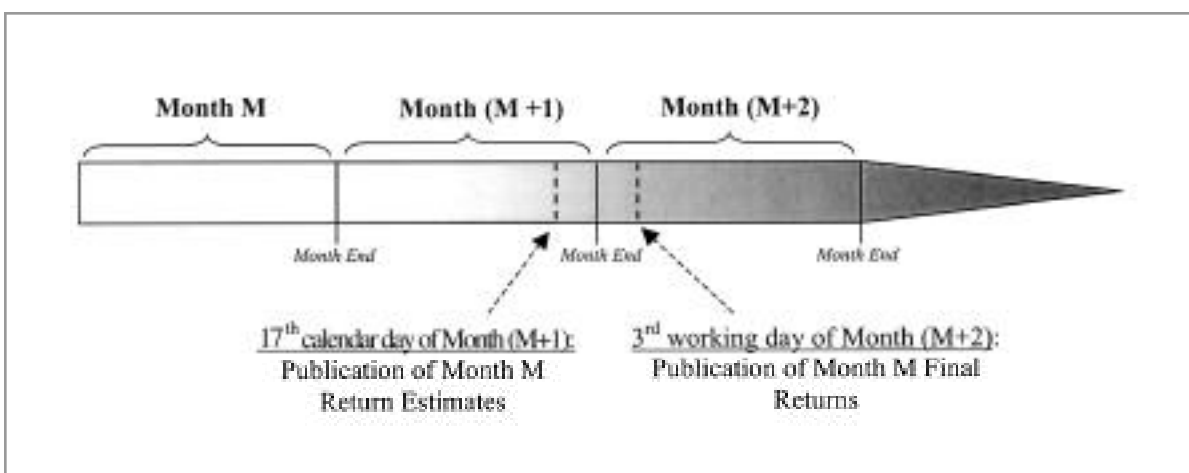 Month M
Month (M +1)
Month (M+2)
Month End
Month End
Month End
17th calendar day of Month (M+1):
Publication of Month M
Return Estimates
3rd working day of Month (M+2):
Publication of Month M Final
Returns